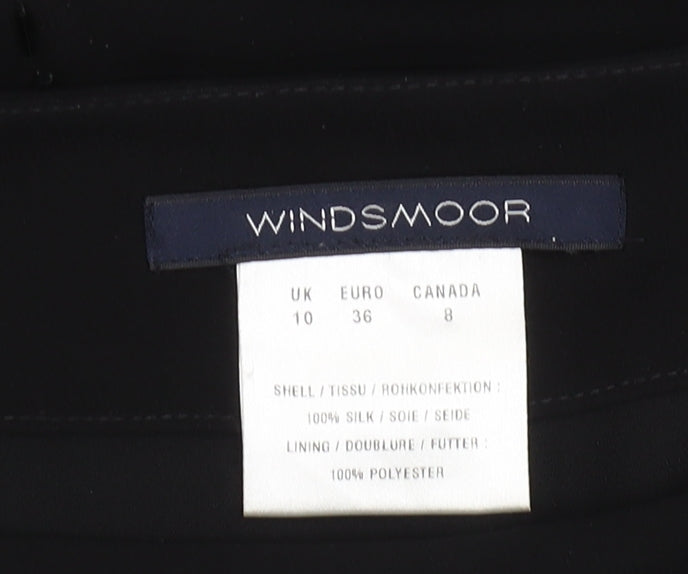 WINDSMOOR
UK EURO CANADA
10 36 8
SHELL / TISSU / ROHKONFEKTION :
100% SILK / SOIE / SEIDE
LINING / DOUBLURE / FUTTER :
100% POLYESTER